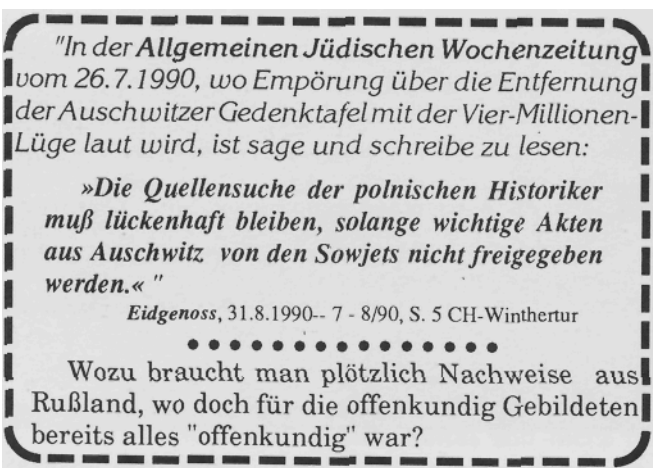 "In der Allgemeinen Jüdischen Wochenzeitung
vom 26.7.1990, wo Empörung über die Entfernung
der Auschwitzer Gedenktafel mit der Vier-Millionen-
Lüge laut wird, ist sage und schreibe zu lesen:
»Die Quellensuche der polnischen Historiker
muß lückenhaft bleiben, solange wichtige Akten
aus Auschwitz von den Sowjets nicht freigegeben
werden.« "
Eidgenoss, 31.8.1990-- 7 - 8/90, S. 5 CH-Winthertur
Wozu braucht man plötzlich Nachweise aus
Rußland, wo doch für die offenkundig Gebildeten
bereits alles "offenkundig" war?